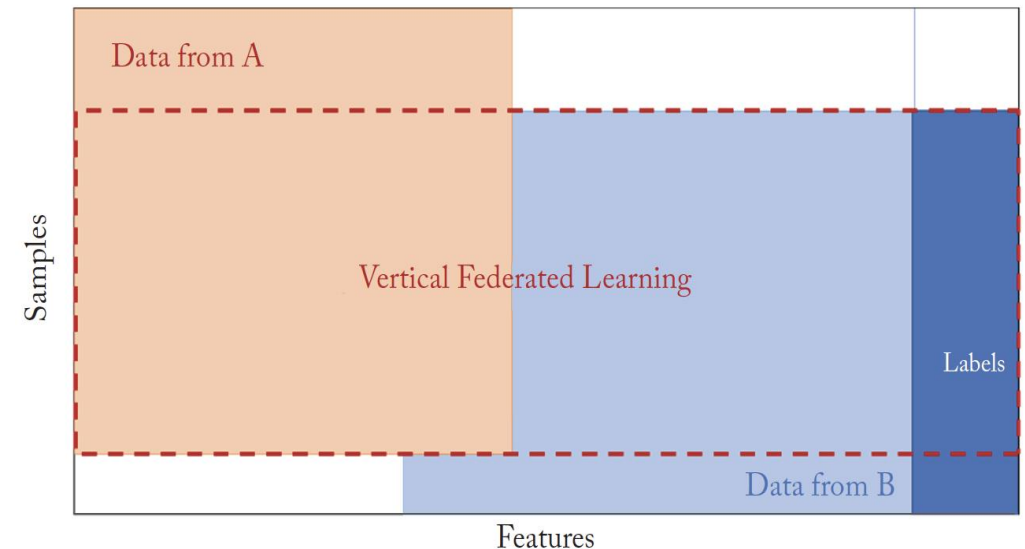 Data from A
Samples
Vertical Federated Learning
Labels
Data from B
Features